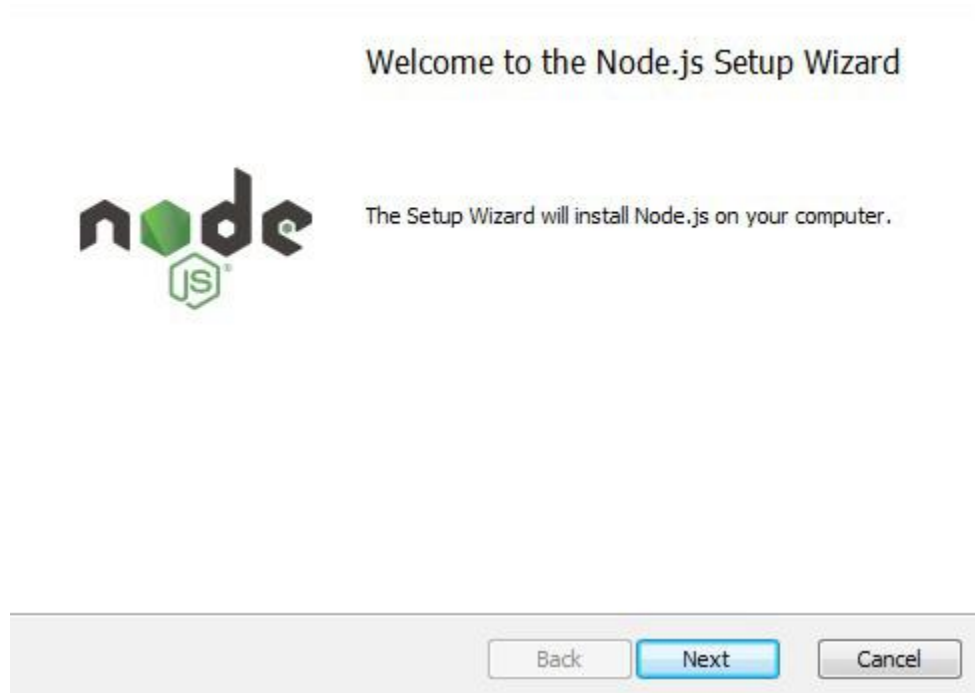 Welcome to the Node.js Setup Wizard
node
JS®
The Setup Wizard will install Node.js on your computer.
Back
Next
Cancel